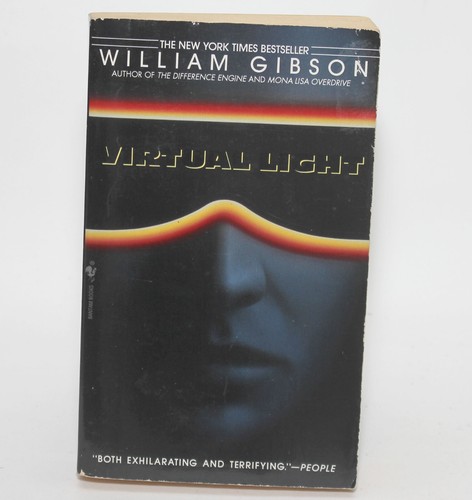 THE NEW YORK TIMES BESTSELLER
WILLIAM GIBSON
AUTHOR OF THE DIFFERENCE ENGINE AND MONA LISA OVERDRIVE
VIRTUAL LIGHT
"BOTH EXHILARATING AND TERRIFYING."—PEOPLE